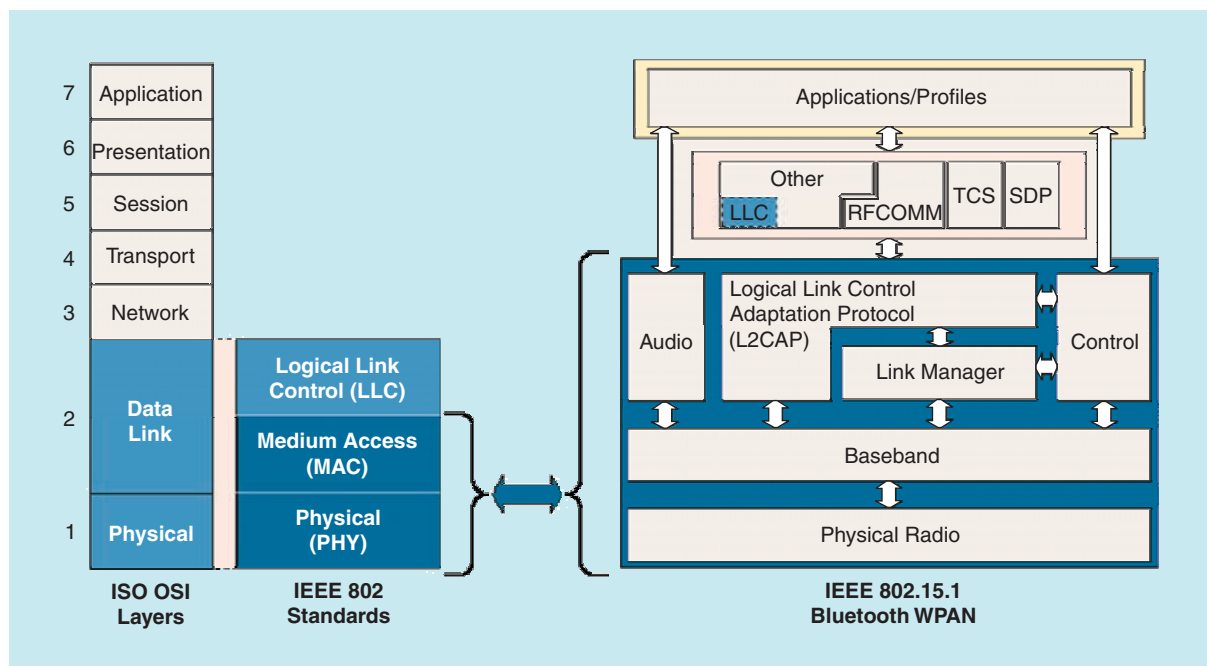 7
Application
6
Presentation
5
Session
4
Transport
3
Network
2
Data
Link
1
Physical
ISO OSI
Layers
Logical Link
Control (LLC)
Medium Access
(MAC)
Physical
(PHY)
IEEE 802
Standards
Applications/Profiles
Other
LLC
RFCOMM
TCS
SDP
Audio
Logical Link Control
Adaptation Protocol
(L2CAP)
Link Manager
Control
Baseband
Physical Radio
IEEE 802.15.1
Bluetooth WPAN